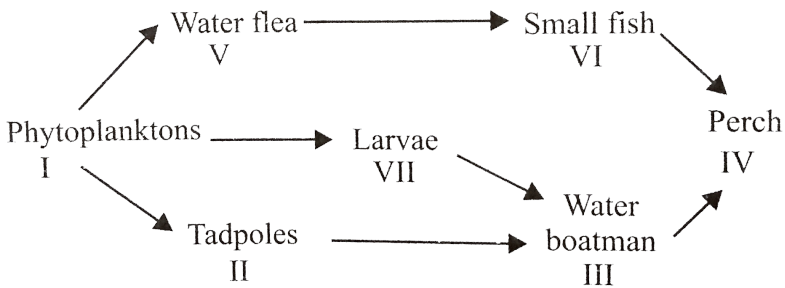 Water flea
V
Small fish
VI
Phytoplanktons
I
Larvae
VII
Perch
IV
Tadpoles
II
Water
boatman
III